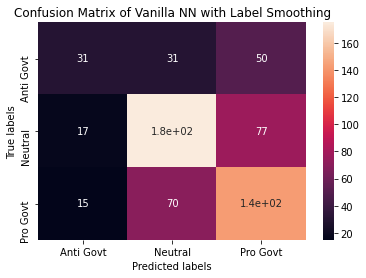 Confusion Matrix of Vanilla NN with Label Smoothing
Anti Govt 31 31 50
Neutral 17 1.8e+02 77
Pro Govt 15 70 1.4e+02
True labels
Anti Govt Neutral Pro Govt
Predicted labels
160
140
120
100
80
60
40
20